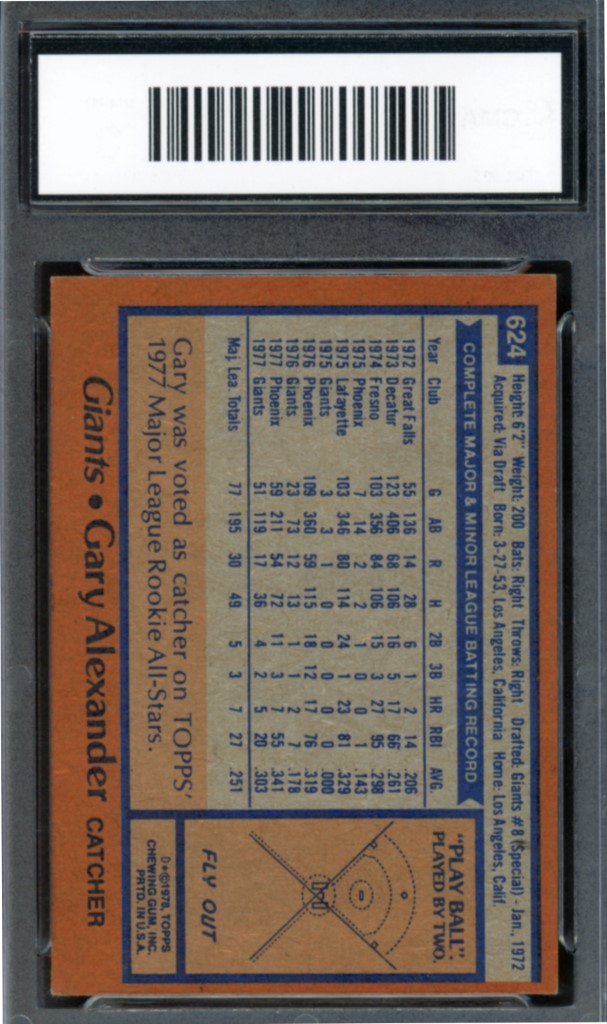 624
Height: 6'2" Weight: 200 Bats: Right Throws: Right Drafted: Giants #8 (Special) - Jan., 1972
Acquired: Via Draft Born: 3-27-53, Los Angeles, California Home: Los Angeles, Calif.
COMPLETE MAJOR & MINOR LEAGUE BATTING RECORD
Year Club G AB R H 2B 3B HR RBI AVG.
1972 Great Falls 55 136 14 28 6 1 2 14 .206
1973 Decatur 123 406 68 106 16 5 17 66 .261
1974 Fresno 103 356 84 106 15 3 27 95 .298
1975 Phoenix 7 14 2 2 1 0 0 1 .143
1975 Lafayette 103 346 80 114 24 1 23 81 .329
1975 Giants 3 3 1 0 0 0 0 0 .000
1976 Phoenix 109 360 59 115 18 12 17 76 .319
1976 Giants 23 73 12 13 1 1 2 7 .178
1977 Phoenix 59 211 54 72 11 3 7 55 .341
1977 Giants 51 119 17 36 4 2 5 20 .303
Maj. Lea. Totals 77 195 30 49 5 3 7 27 .251
Gary was voted as catcher on TOPPS'
1977 Major League Rookie All-Stars.
"PLAY BALL".
PLAYED BY TWO.
FLY OUT
D★©1978, TOPPS
CHEWING GUM, INC.
PRTD. IN U.S.A.
Giants • Gary Alexander CATCHER